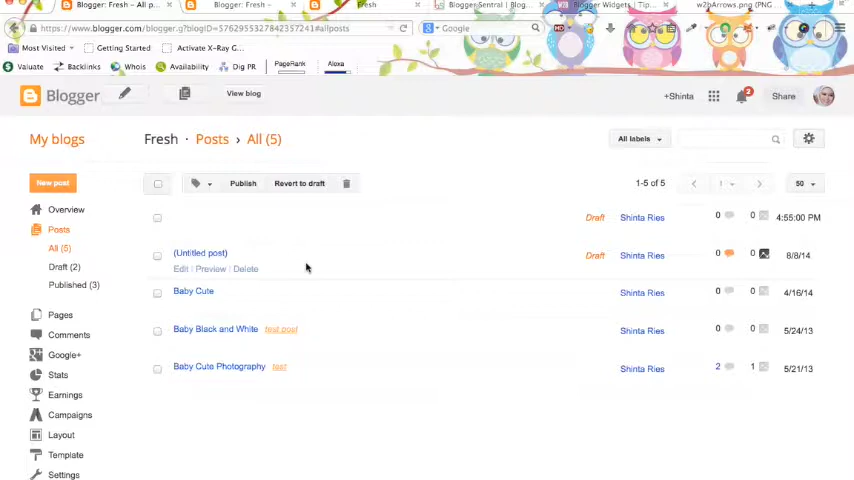 Blogger: Fresh - All p...
Blogger: Fresh -
Fresh
Blogger Sentral | Blog...
Blogger Widgets | Tip...
w2bArrows.png (PNG ...
https://www.blogger.com/blogger.g?blogID=5762955327842357241#allposts
Google
Most Visited
Getting Started
Activate X-Ray G...
Valuate
Backlinks
Whois
Availability
Dig PR
PageRank
Alexa
Blogger
View blog
+Shinta
2
Share
My blogs
Fresh · Posts › All (5)
All labels
New post
Publish
Revert to draft
1-5 of 5
1
50
Overview
Posts
All (5)
Draft (2)
Published (3)
Pages
Comments
Google+
Stats
Earnings
Campaigns
Layout
Template
Settings
Draft Shinta Ries 0 0 4:55:00 PM
(Untitled post) Draft Shinta Ries 0 0 8/8/14
Edit | Preview | Delete
Baby Cute Shinta Ries 0 0 4/16/14
Baby Black and White test post Shinta Ries 0 0 5/24/13
Baby Cute Photography test Shinta Ries 2 1 5/21/13